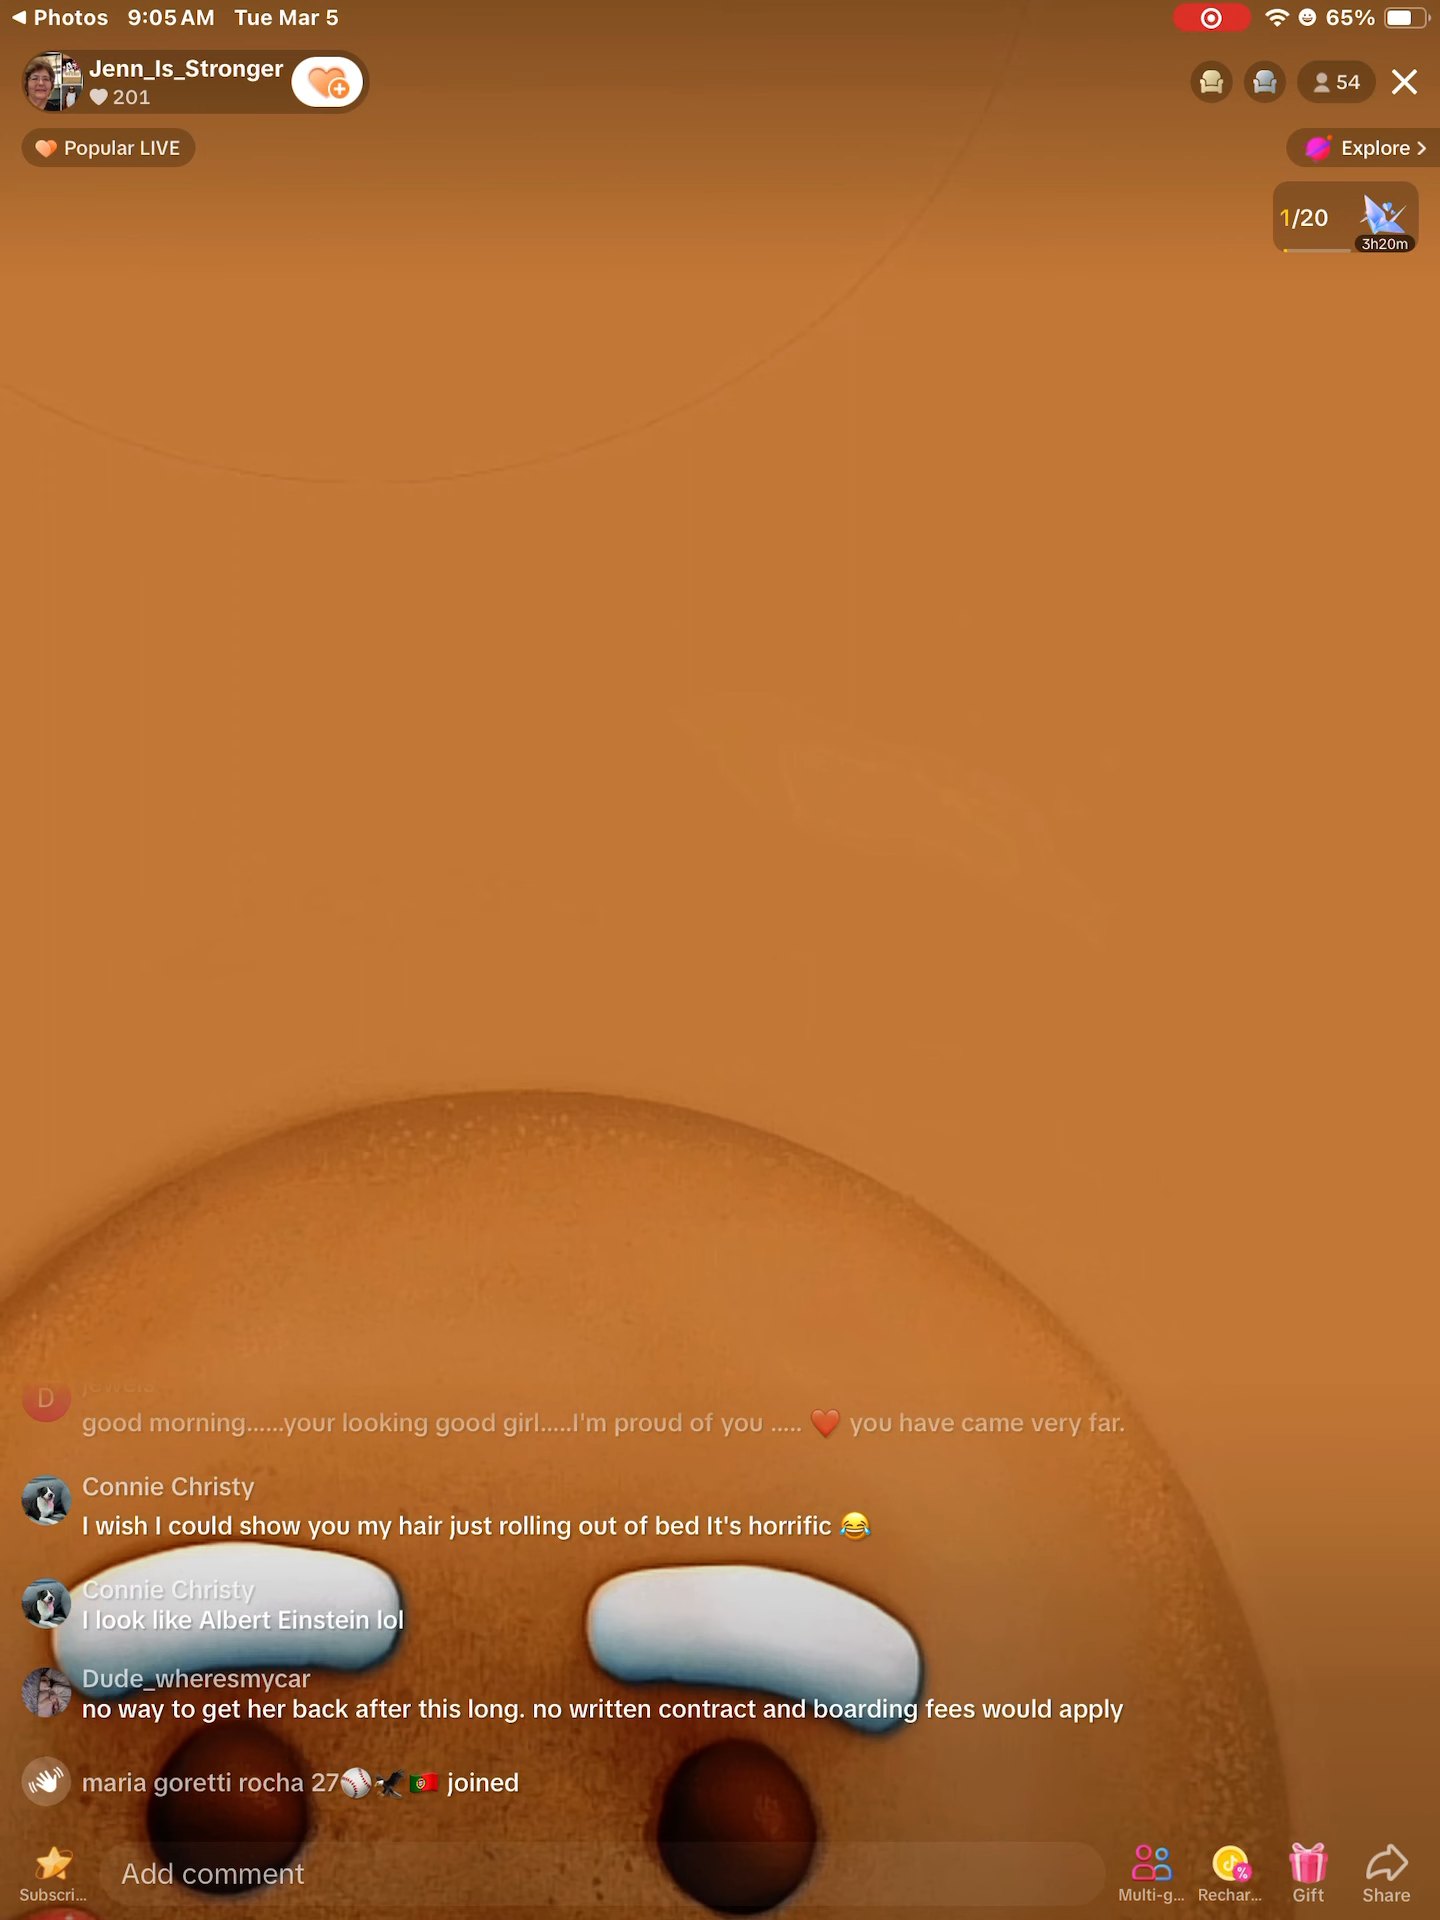 Photos 9:05 AM Tue Mar 5 65%
Jenn_Is_Stronger
201
54
Popular LIVE
Explore
1/20
3h20m
D jewels
good morning......your looking good girl.....I'm proud of you ..... ❤️ you have came very far.
Connie Christy
I wish I could show you my hair just rolling out of bed It's horrific 😂
Connie Christy
I look like Albert Einstein lol
Dude_wheresmycar
no way to get her back after this long. no written contract and boarding fees would apply
maria goretti rocha 27⚾🦅🇵🇹 joined
Add comment
Subscri... Multi-g... Rechar... Gift Share